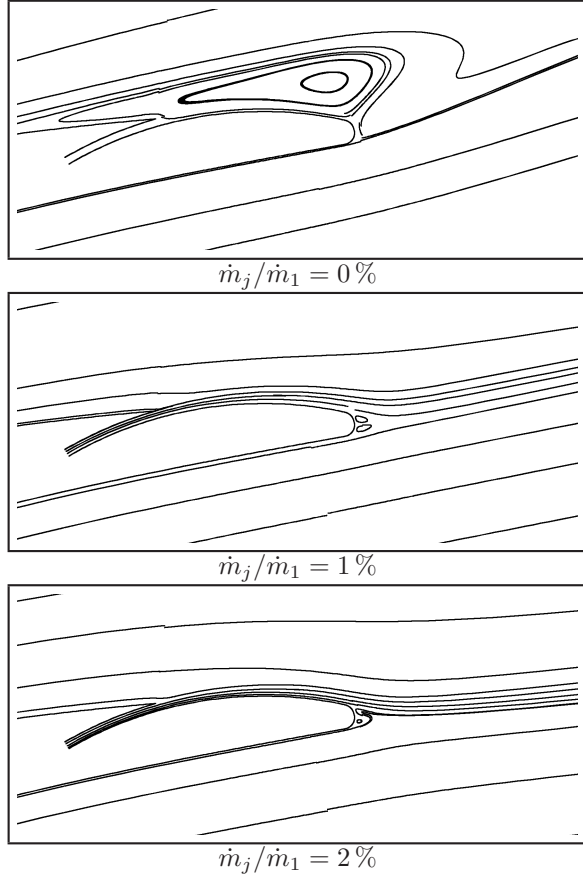 ṁ_j/ṁ_1 = 0 %
ṁ_j/ṁ_1 = 1 %
ṁ_j/ṁ_1 = 2 %